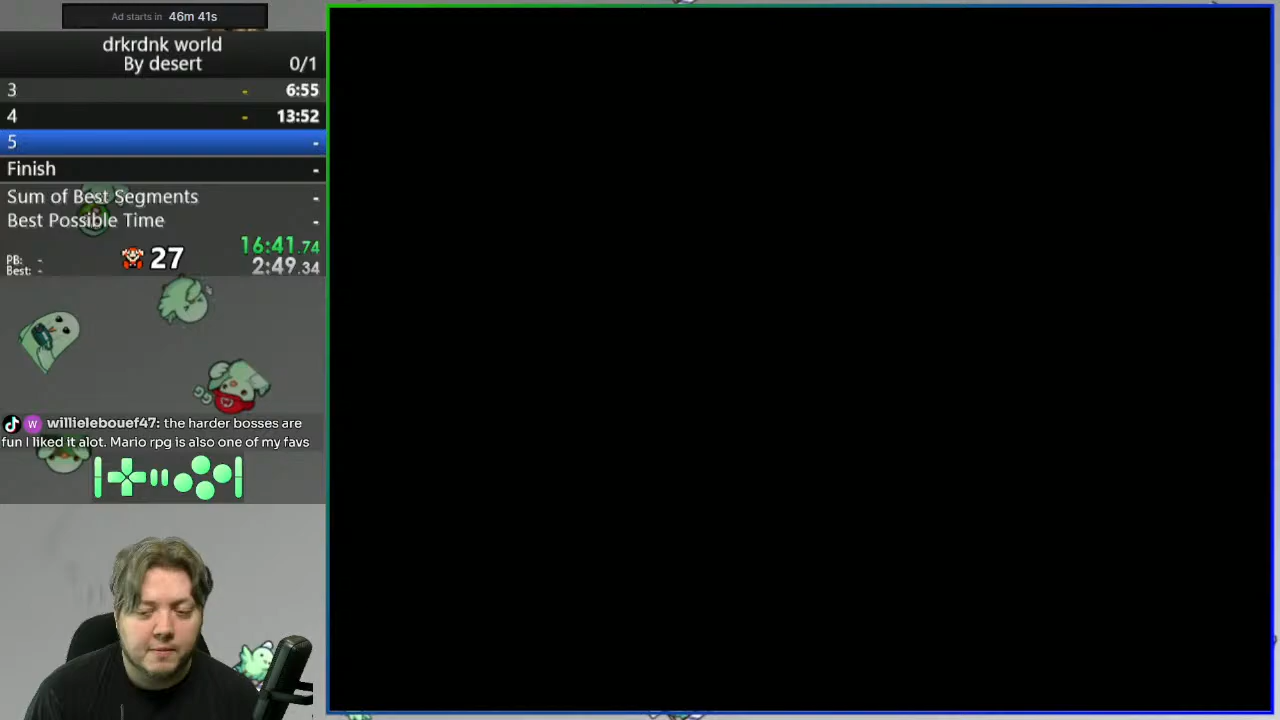 Ad starts in 46m 41s
drkrdnk world
By desert 0/1
3 - 6:55
4 - 13:52
5 -
Finish -
Sum of Best Segments -
Best Possible Time -
PB: -
Best: -
27
16:41.74
2:49.34
W willielebouef47: the harder bosses are
fun I liked it alot. Mario rpg is also one of my favs